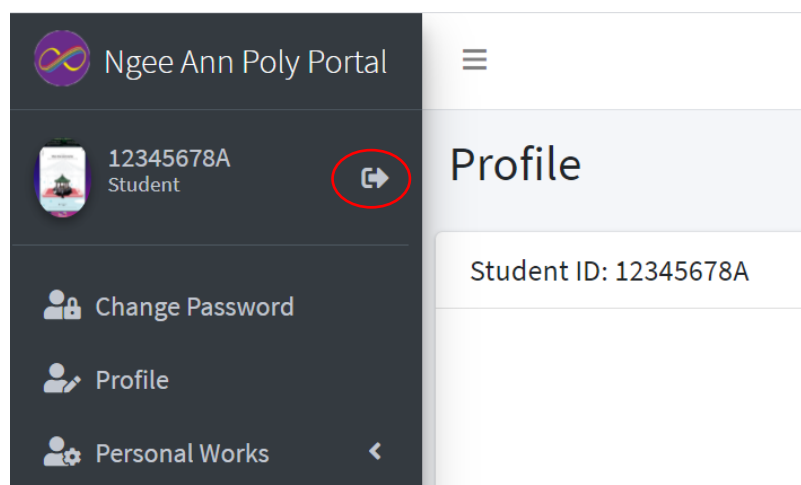 Ngee Ann Poly Portal
12345678A
Student
Change Password
Profile
Personal Works
Profile
Student ID: 12345678A